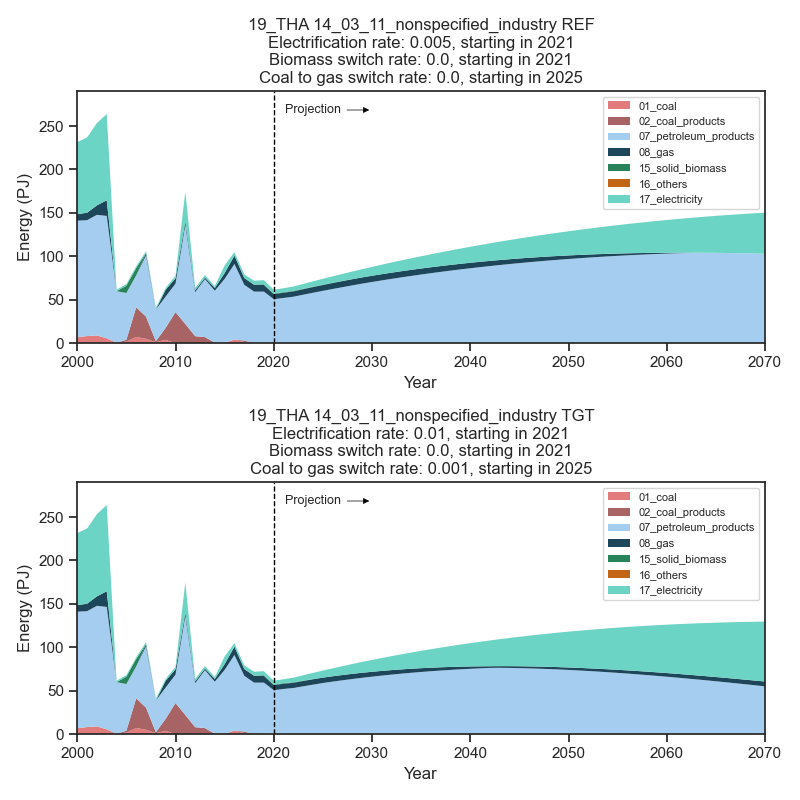 19_THA 14_03_11_nonspecified_industry REF
Electrification rate: 0.005, starting in 2021
Biomass switch rate: 0.0, starting in 2021
Coal to gas switch rate: 0.0, starting in 2025
Energy (PJ)
250
200
150
100
50
0
Projection
01_coal
02_coal_products
07_petroleum_products
08_gas
15_solid_biomass
16_others
17_electricity
2000 2010 2020 2030 2040 2050 2060 2070
Year
19_THA 14_03_11_nonspecified_industry TGT
Electrification rate: 0.01, starting in 2021
Biomass switch rate: 0.0, starting in 2021
Coal to gas switch rate: 0.001, starting in 2025
Energy (PJ)
250
200
150
100
50
0
Projection
01_coal
02_coal_products
07_petroleum_products
08_gas
15_solid_biomass
16_others
17_electricity
2000 2010 2020 2030 2040 2050 2060 2070
Year